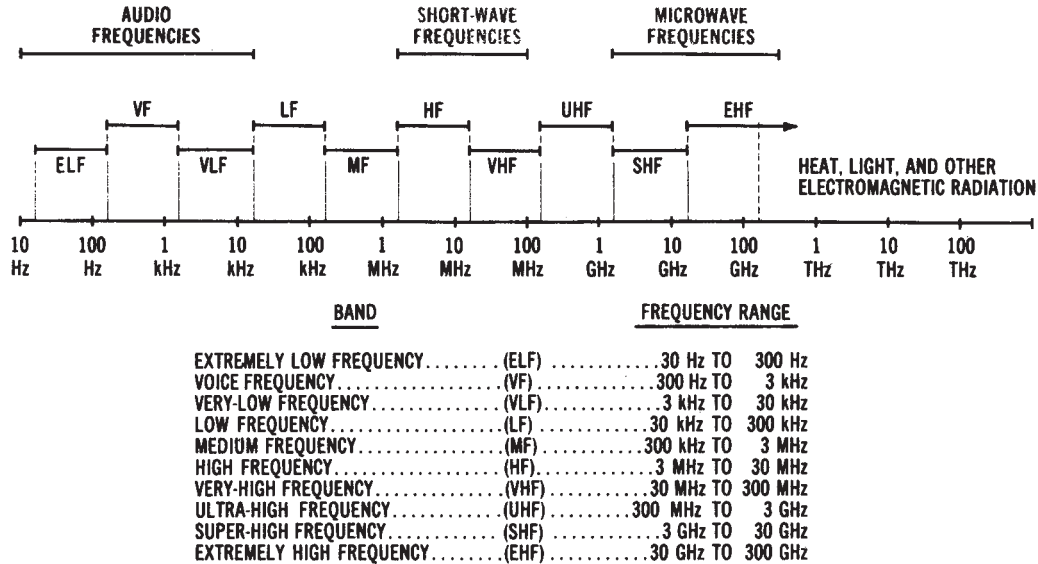 AUDIO FREQUENCIES
SHORT-WAVE FREQUENCIES
MICROWAVE FREQUENCIES
VF
LF
HF
UHF
EHF
ELF
VLF
MF
VHF
SHF
HEAT, LIGHT, AND OTHER
ELECTROMAGNETIC RADIATION
10 Hz
100 Hz
1 kHz
10 kHz
100 kHz
1 MHz
10 MHz
100 MHz
1 GHz
10 GHz
100 GHz
1 THz
10 THz
100 THz
BAND FREQUENCY RANGE
EXTREMELY LOW FREQUENCY........(ELF)............30 Hz TO 300 Hz
VOICE FREQUENCY..................(VF)............300 Hz TO 3 kHz
VERY-LOW FREQUENCY..............(VLF)............3 kHz TO 30 kHz
LOW FREQUENCY...................(LF)............30 kHz TO 300 kHz
MEDIUM FREQUENCY................(MF)...........300 kHz TO 3 MHz
HIGH FREQUENCY..................(HF)............3 MHz TO 30 MHz
VERY-HIGH FREQUENCY.............(VHF)...........30 MHz TO 300 MHz
ULTRA-HIGH FREQUENCY............(UHF).........300 MHz TO 3 GHz
SUPER-HIGH FREQUENCY............(SHF)............3 GHz TO 30 GHz
EXTREMELY HIGH FREQUENCY.......(EHF)...........30 GHz TO 300 GHz